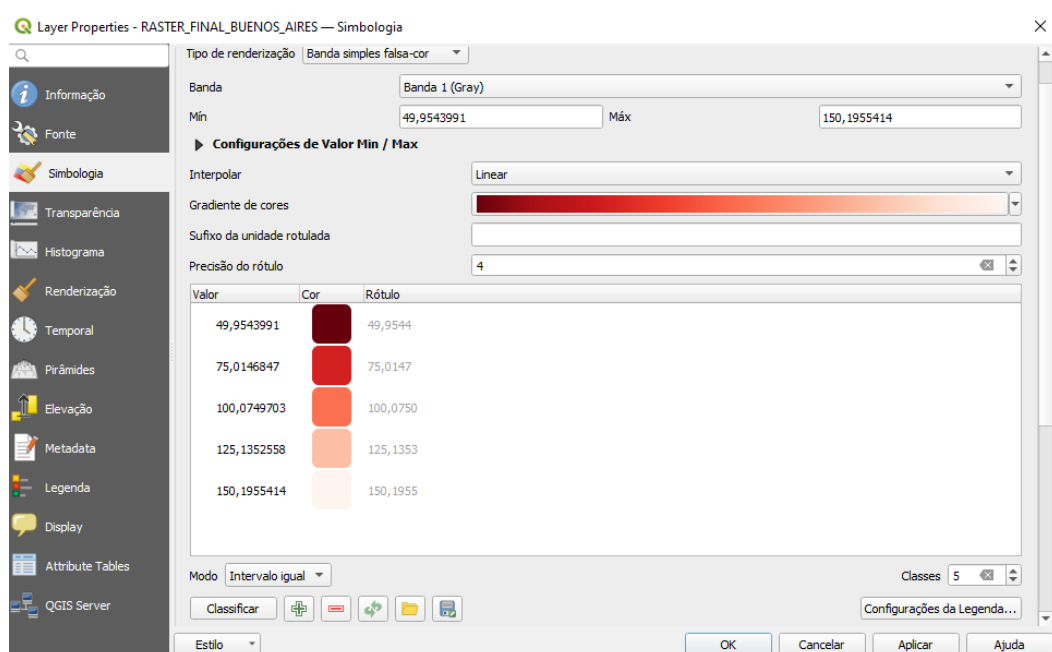 Layer Properties - RASTER_FINAL_BUENOS_AIRES — Simbologia
Informação
Fonte
Simbologia
Transparência
Histograma
Renderização
Temporal
Pirâmides
Elevação
Metadata
Legenda
Display
Attribute Tables
QGIS Server
Tipo de renderização Banda simples falsa-cor
Banda Banda 1 (Gray)
Mín 49,9543991 Máx 150,1955414
Configurações de Valor Min / Max
Interpolar Linear
Gradiente de cores
Sufixo da unidade rotulada
Precisão do rótulo 4
Valor Cor Rótulo
49,9543991 49,9544
75,0146847 75,0147
100,0749703 100,0750
125,1352558 125,1353
150,1955414 150,1955
Modo Intervalo igual Classes 5
Classificar Configurações da Legenda...
Estilo OK Cancelar Aplicar Ajuda